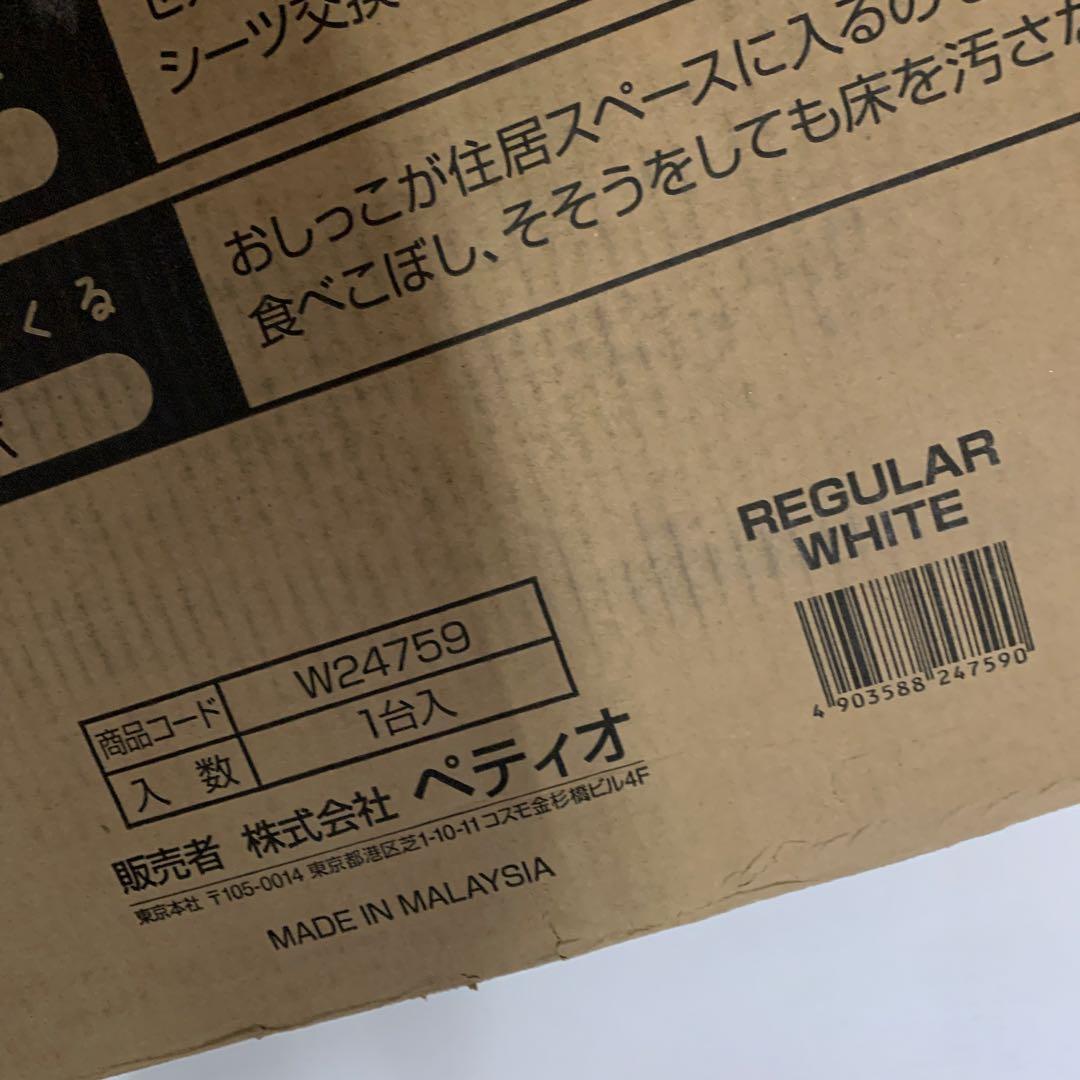 シーツ交換
おしっこが住居スペースに入るの
食べこぼし、そそうをしても床を汚さ
くる
REGULAR
WHITE
4 903588 247590
商品コード W24759
入数 1台入
販売者 株式会社 ペティオ
東京本社 〒105-0014 東京都港区芝1-10-11 コスモ金杉橋ビル4F
MADE IN MALAYSIA